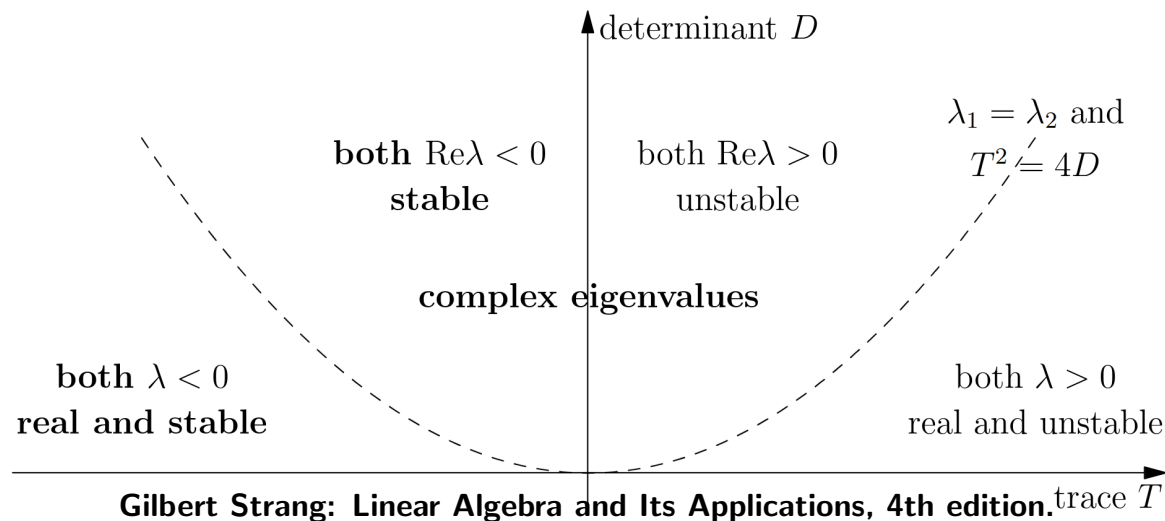 determinant D
λ₁ = λ₂ and
T² = 4D
both Reλ < 0
stable
both Reλ > 0
unstable
complex eigenvalues
both λ < 0
real and stable
both λ > 0
real and unstable
trace T
Gilbert Strang: Linear Algebra and Its Applications, 4th edition.